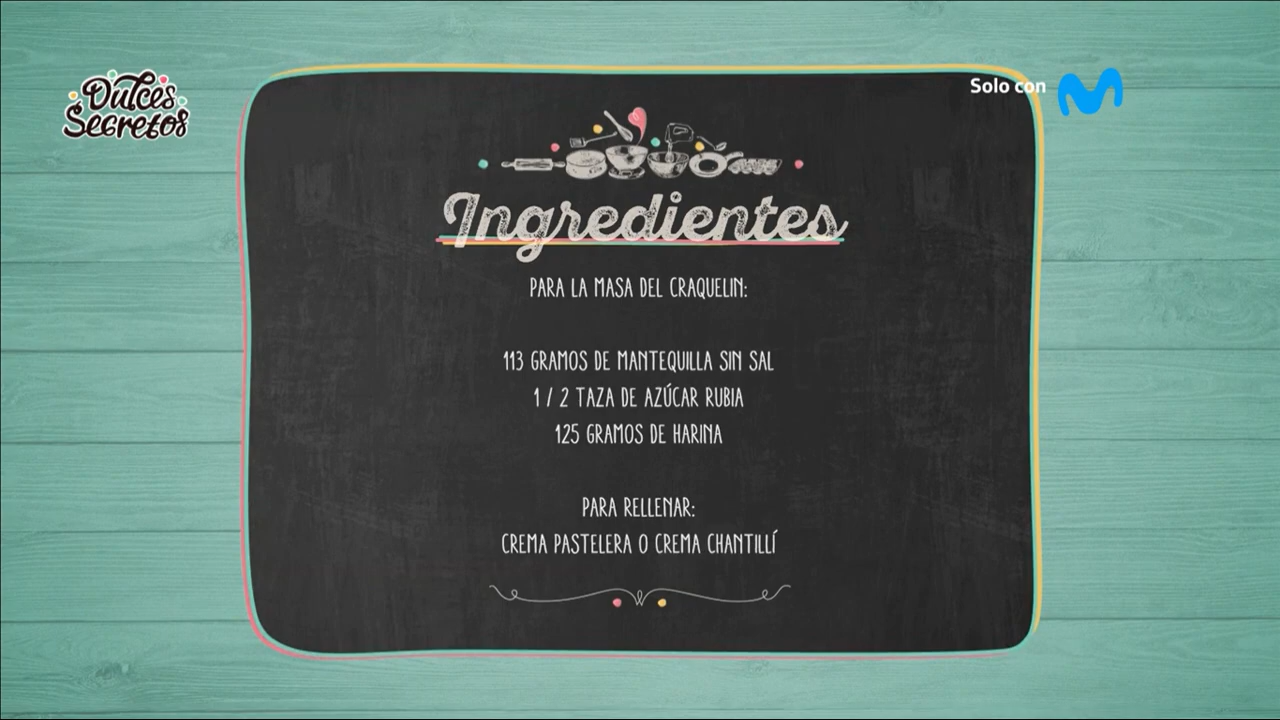 Dulces
Secretos
Solo con
Ingredientes
PARA LA MASA DEL CRAQUELIN:
113 GRAMOS DE MANTEQUILLA SIN SAL
1 / 2 TAZA DE AZÚCAR RUBIA
125 GRAMOS DE HARINA
PARA RELLENAR:
CREMA PASTELERA O CREMA CHANTILLÍ